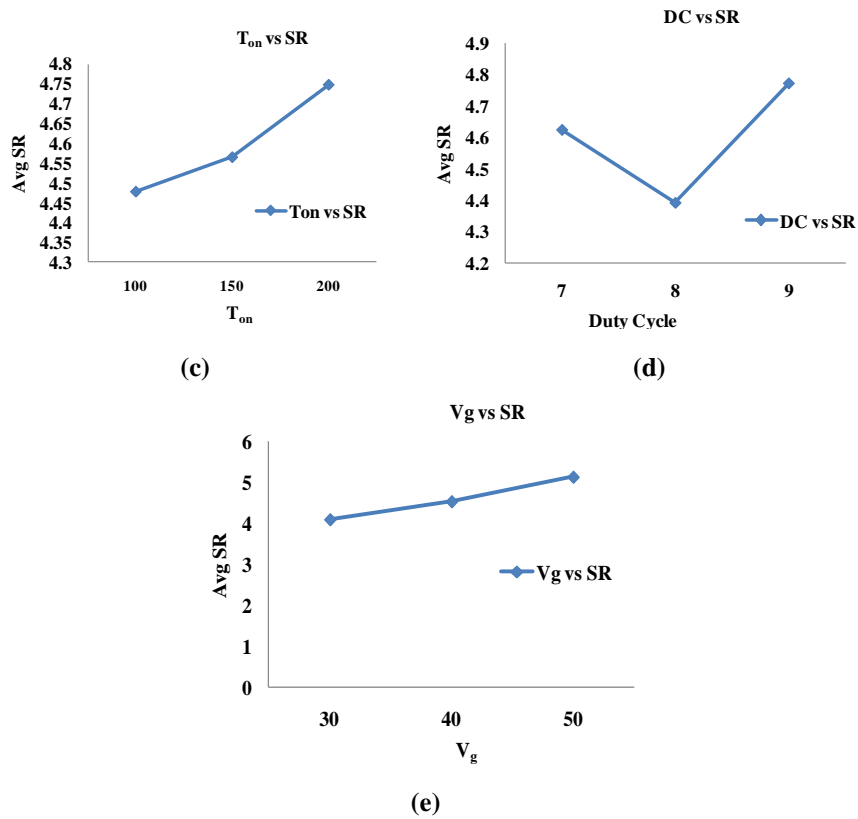 T_on vs SR
4.8
4.75
4.7
4.65
4.6
4.55
4.5
4.45
4.4
4.35
4.3
Avg SR
Ton vs SR
100 150 200
T_on
(c)
DC vs SR
4.9
4.8
4.7
4.6
4.5
4.4
4.3
4.2
Avg SR
DC vs SR
7 8 9
Duty Cycle
(d)
Vg vs SR
6
5
4
3
2
1
0
Avg SR
Vg vs SR
30 40 50
V_g
(e)